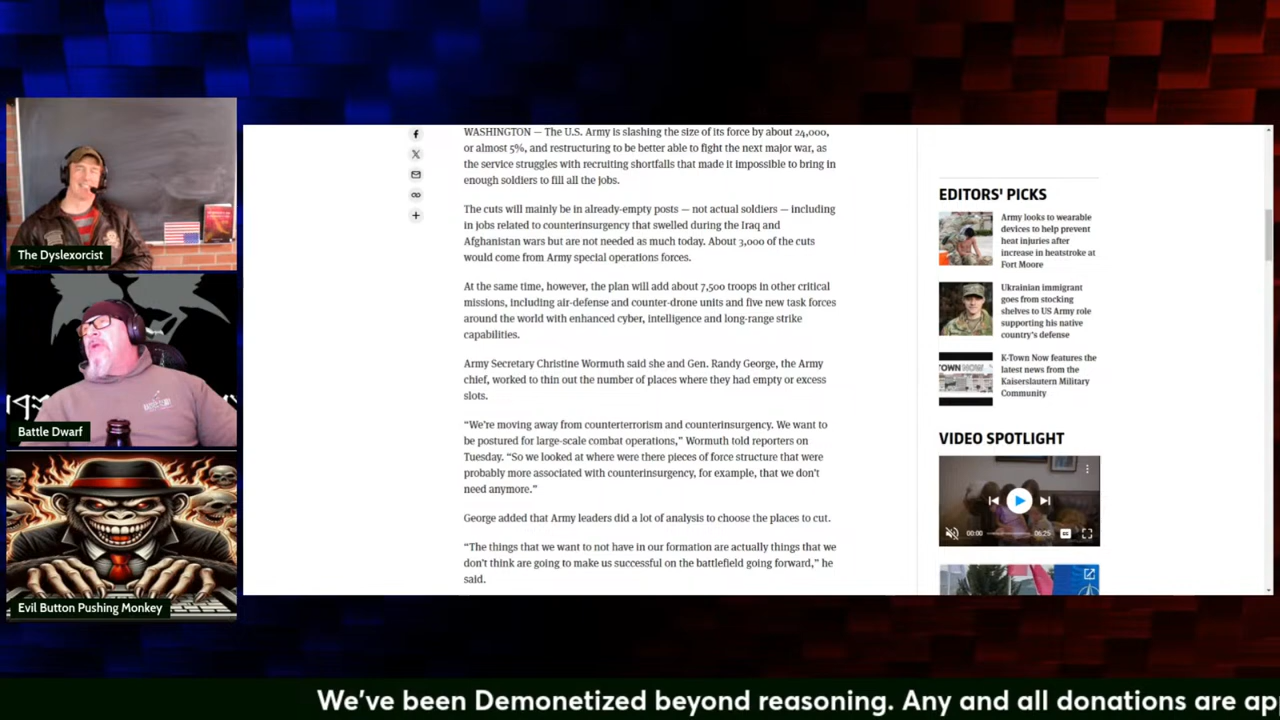 The Dyslexorcist
Battle Dwarf
Evil Button Pushing Monkey
WASHINGTON — The U.S. Army is slashing the size of its force by about 24,000,
or almost 5%, and restructuring to be better able to fight the next major war, as
the service struggles with recruiting shortfalls that made it impossible to bring in
enough soldiers to fill all the jobs.
The cuts will mainly be in already-empty posts — not actual soldiers — including
in jobs related to counterinsurgency that swelled during the Iraq and
Afghanistan wars but are not needed as much today. About 3,000 of the cuts
would come from Army special operations forces.
At the same time, however, the plan will add about 7,500 troops in other critical
missions, including air-defense and counter-drone units and five new task forces
around the world with enhanced cyber, intelligence and long-range strike
capabilities.
Army Secretary Christine Wormuth said she and Gen. Randy George, the Army
chief, worked to thin out the number of places where they had empty or excess
slots.
“We’re moving away from counterterrorism and counterinsurgency. We want to
be postured for large-scale combat operations,” Wormuth told reporters on
Tuesday. “So we looked at where were there pieces of force structure that were
probably more associated with counterinsurgency, for example, that we don’t
need anymore.”
George added that Army leaders did a lot of analysis to choose the places to cut.
“The things that we want to not have in our formation are actually things that we
don’t think are going to make us successful on the battlefield going forward,” he
said.
EDITORS' PICKS
Army looks to wearable
devices to help prevent
heat injuries after
increase in heatstroke at
Fort Moore
Ukrainian immigrant
goes from stocking
shelves to US Army role
supporting his native
country’s defense
TOWN NOW
K-Town Now features the
latest news from the
Kaiserslautern Military
Community
VIDEO SPOTLIGHT
00:00
06:25
We've been Demonetized beyond reasoning. Any and all donations are ap